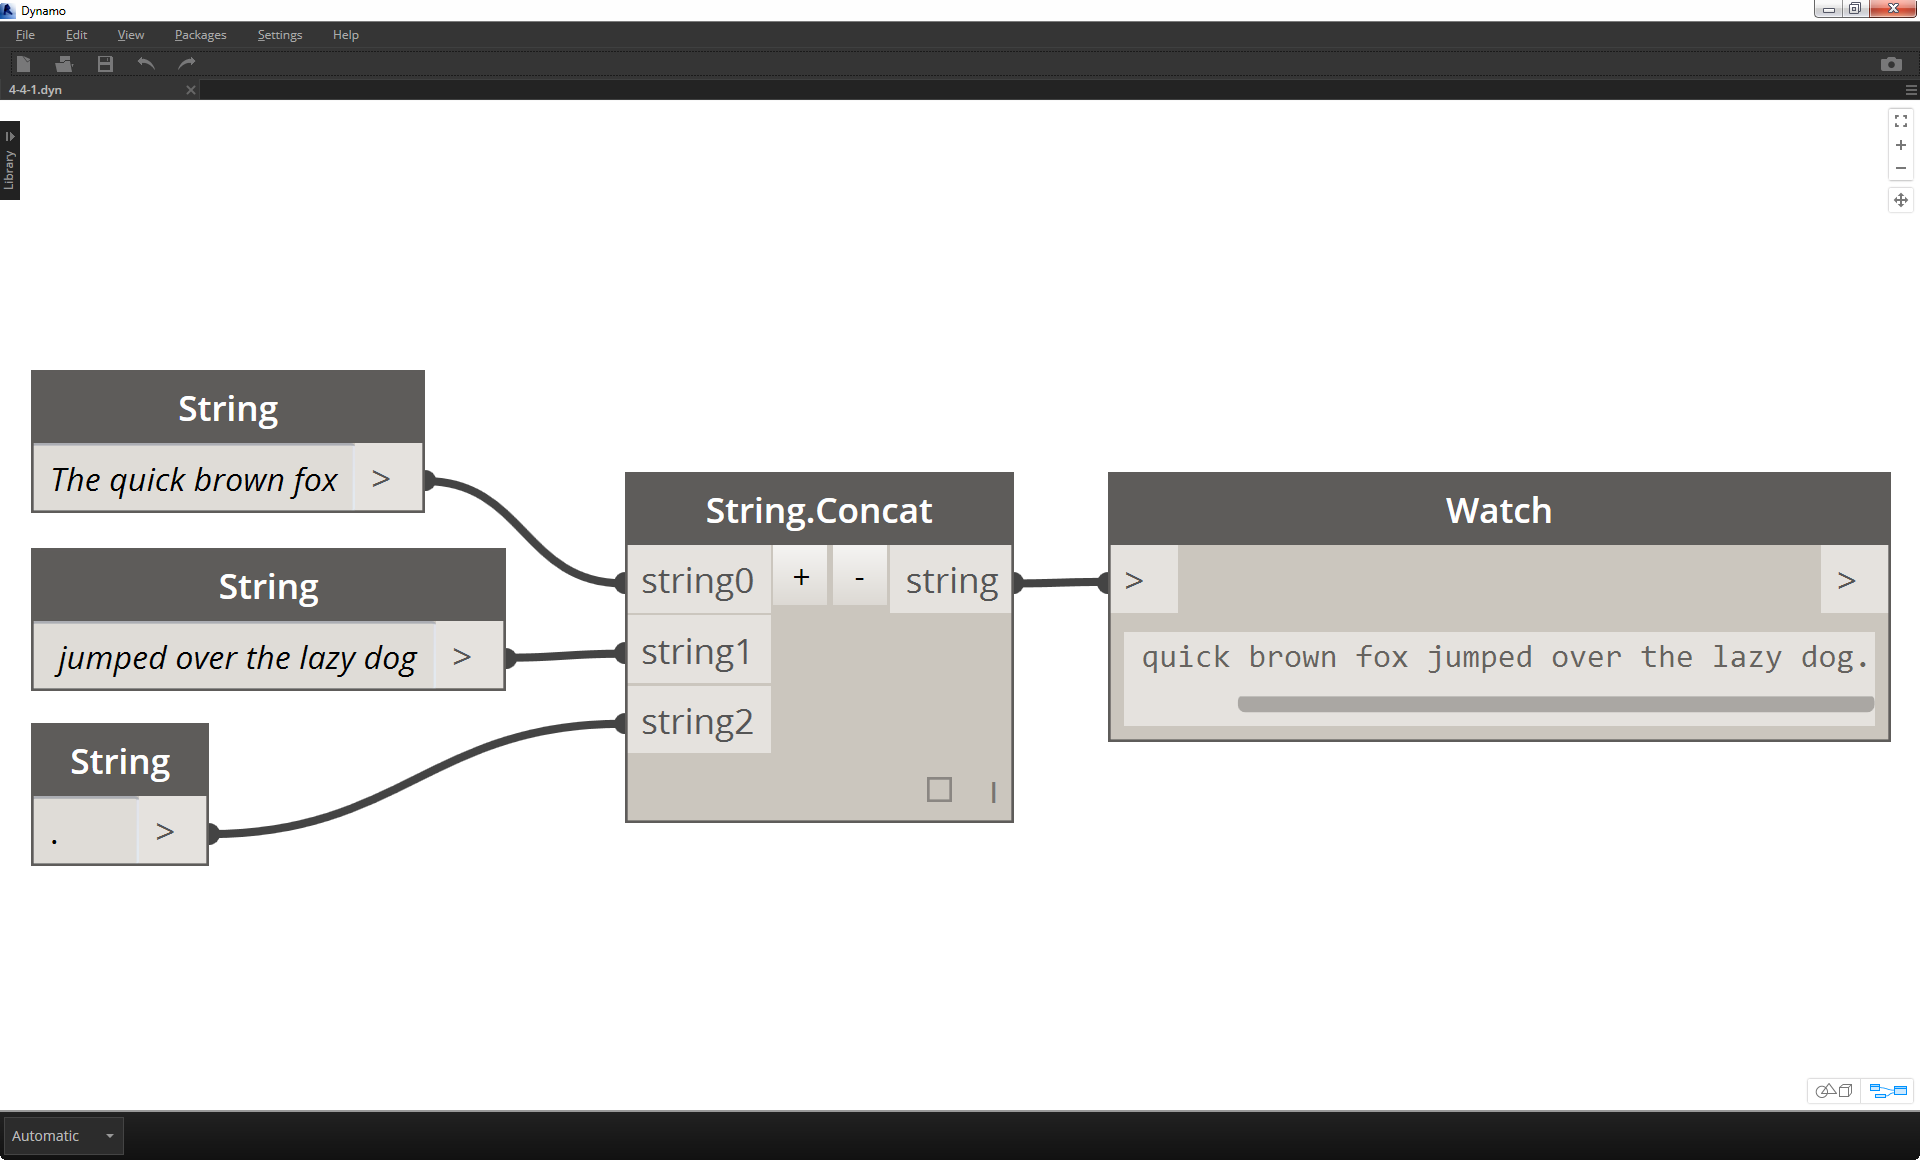 Dynamo
File Edit View Packages Settings Help
4-4-1.dyn
Library
String
The quick brown fox >
String
jumped over the lazy dog >
String
. >
String.Concat
string0 + - string
string1
string2
l
Watch
> >
quick brown fox jumped over the lazy dog.
Automatic